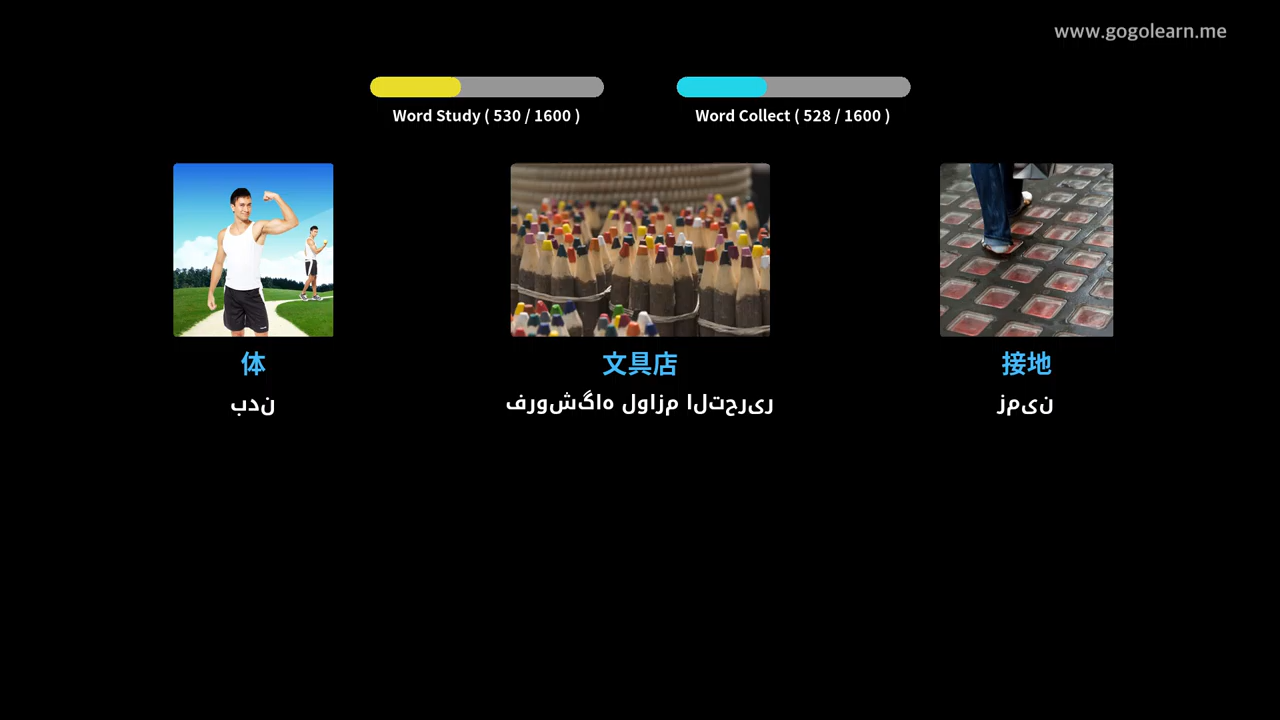 www.gogolearn.me
Word Study ( 530 / 1600 )
Word Collect ( 528 / 1600 )
体
文具店
接地
بدن
فروشگاه لوازم التحریر
زمین